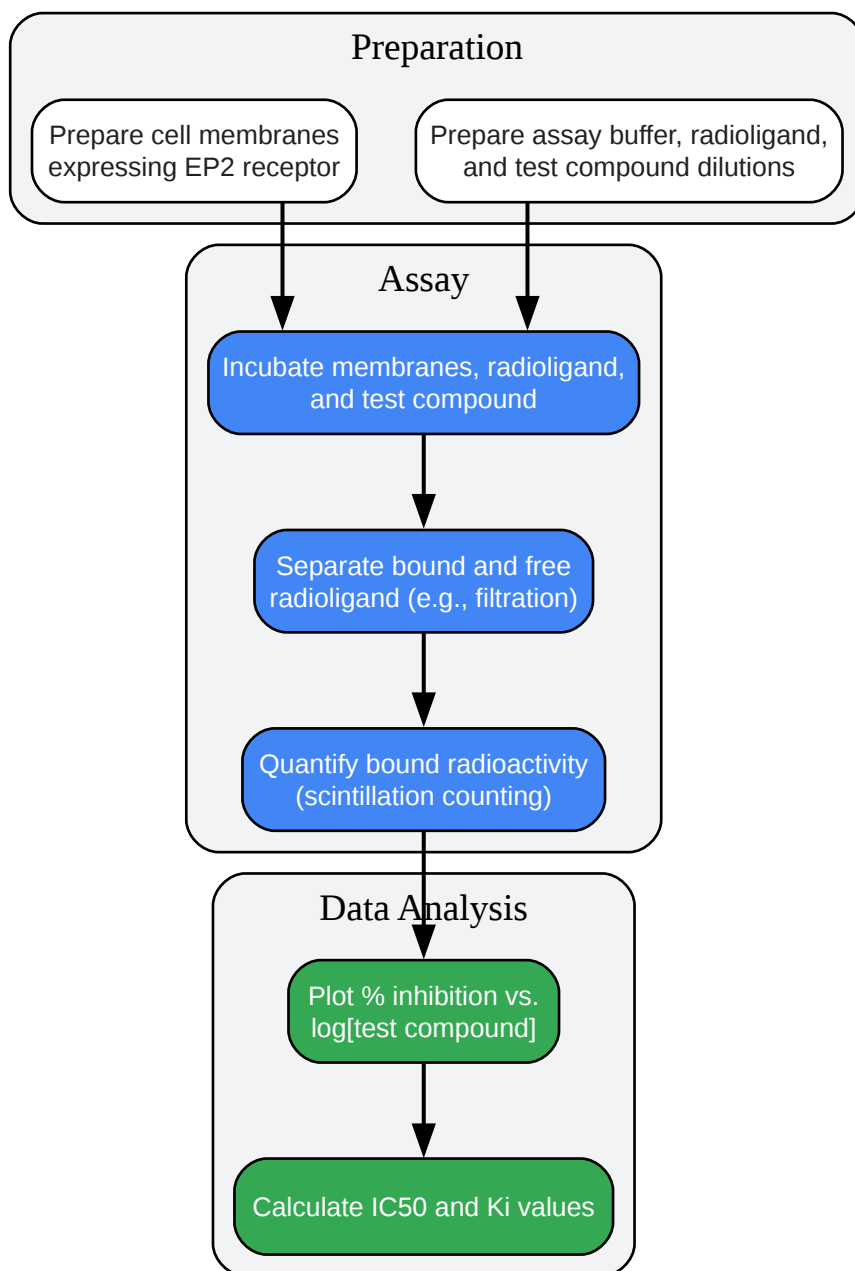 Preparation
Prepare cell membranes
expressing EP2 receptor
Prepare assay buffer, radioligand,
and test compound dilutions
Assay
Incubate membranes, radioligand,
and test compound
Separate bound and free
radioligand (e.g., filtration)
Quantify bound radioactivity
(scintillation counting)
Data Analysis
Plot % inhibition vs.
log[test compound]
Calculate IC50 and Ki values